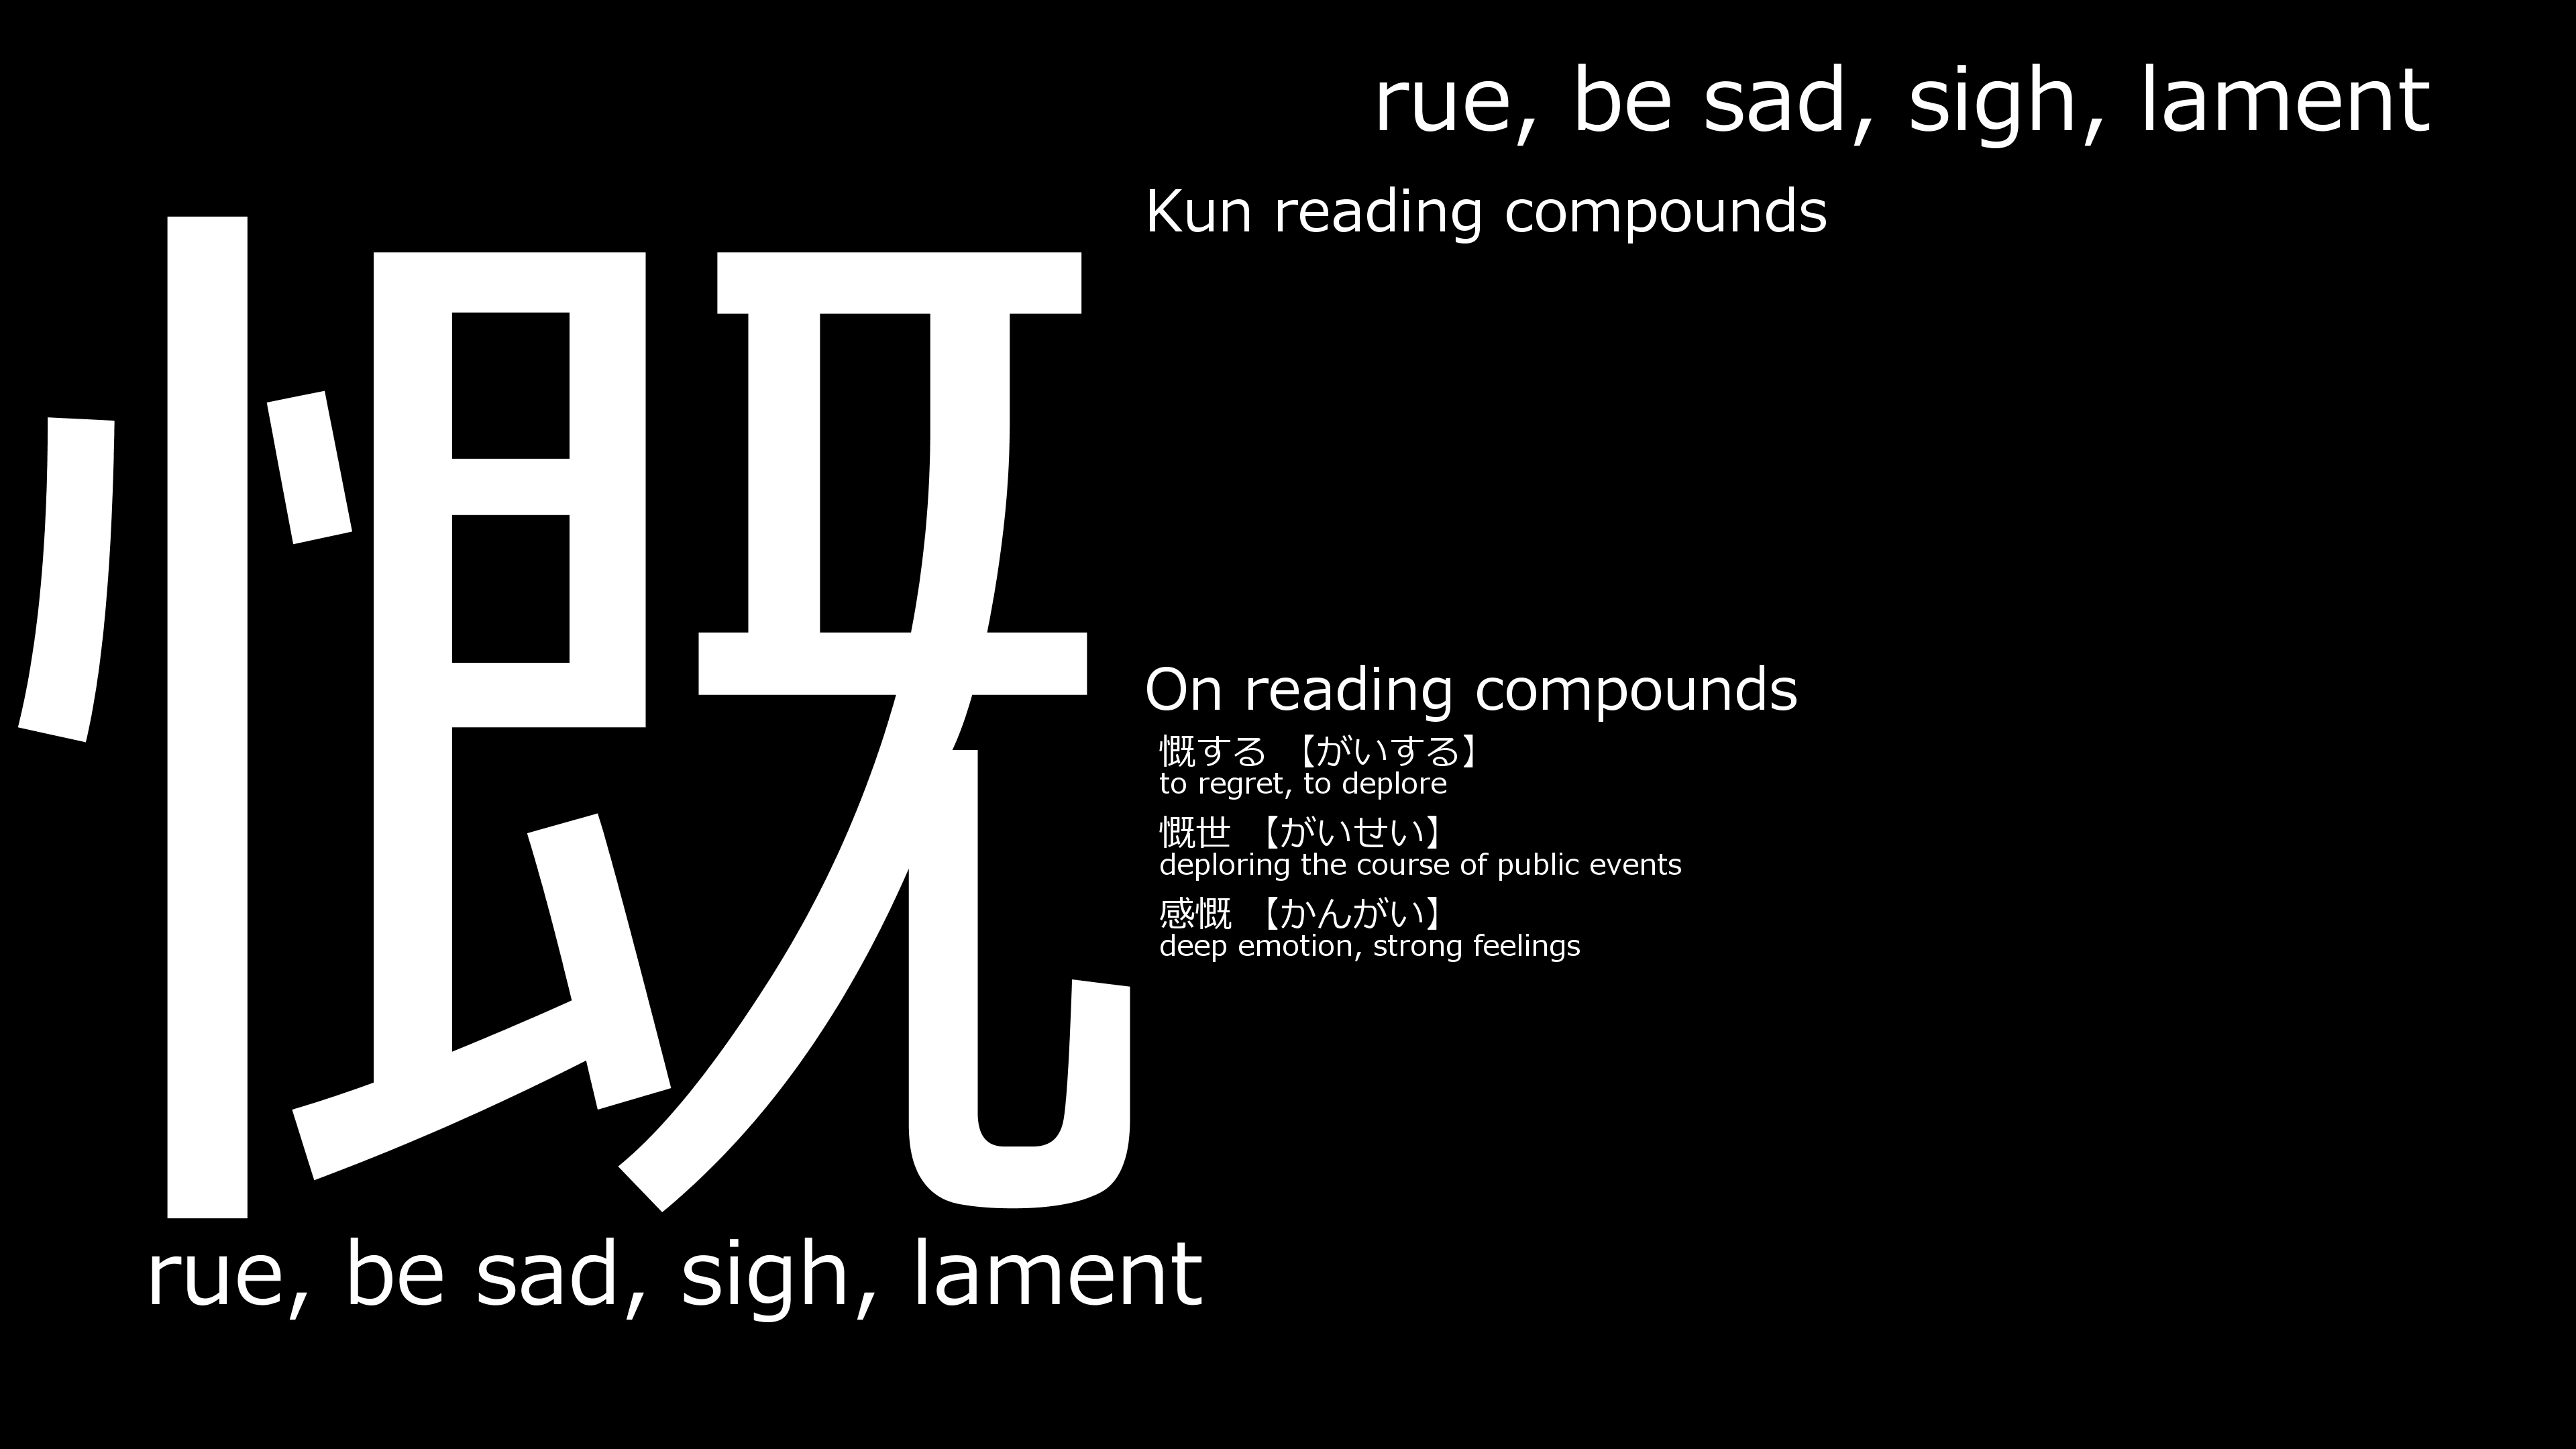 慨
rue, be sad, sigh, lament
rue, be sad, sigh, lament
Kun reading compounds
On reading compounds
慨する 【がいする】
to regret, to deplore
慨世 【がいせい】
deploring the course of public events
感慨 【かんがい】
deep emotion, strong feelings